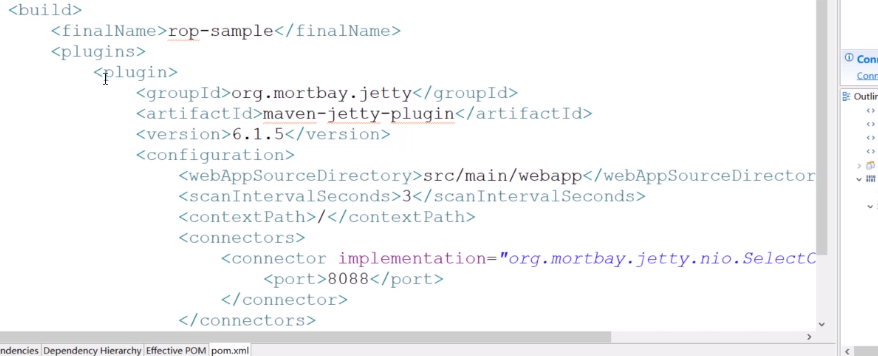 <build>
<finalName>rop-sample</finalName>
<plugins>
<plugin>
<groupId>org.mortbay.jetty</groupId>
<artifactId>maven-jetty-plugin</artifactId>
<version>6.1.5</version>
<configuration>
<webAppSourceDirectory>src/main/webapp</webAppSourceDirector
<scanIntervalSeconds>3</scanIntervalSeconds>
<contextPath>/</contextPath>
<connectors>
<connector implementation="org.mortbay.jetty.nio.SelectC
<port>8088</port>
</connector>
</connectors>
ndencies Dependency Hierarchy Effective POM pom.xml
Conn
Conn
Outlin